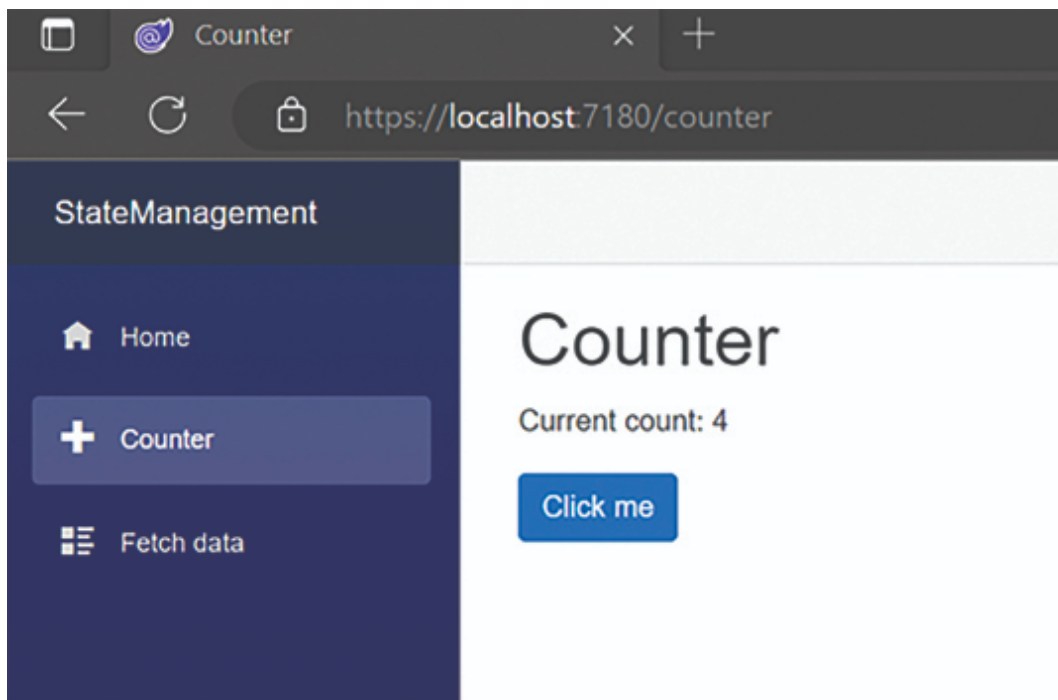 Counter
https://localhost:7180/counter
StateManagement
Home
Counter
Fetch data
Counter
Current count: 4
Click me